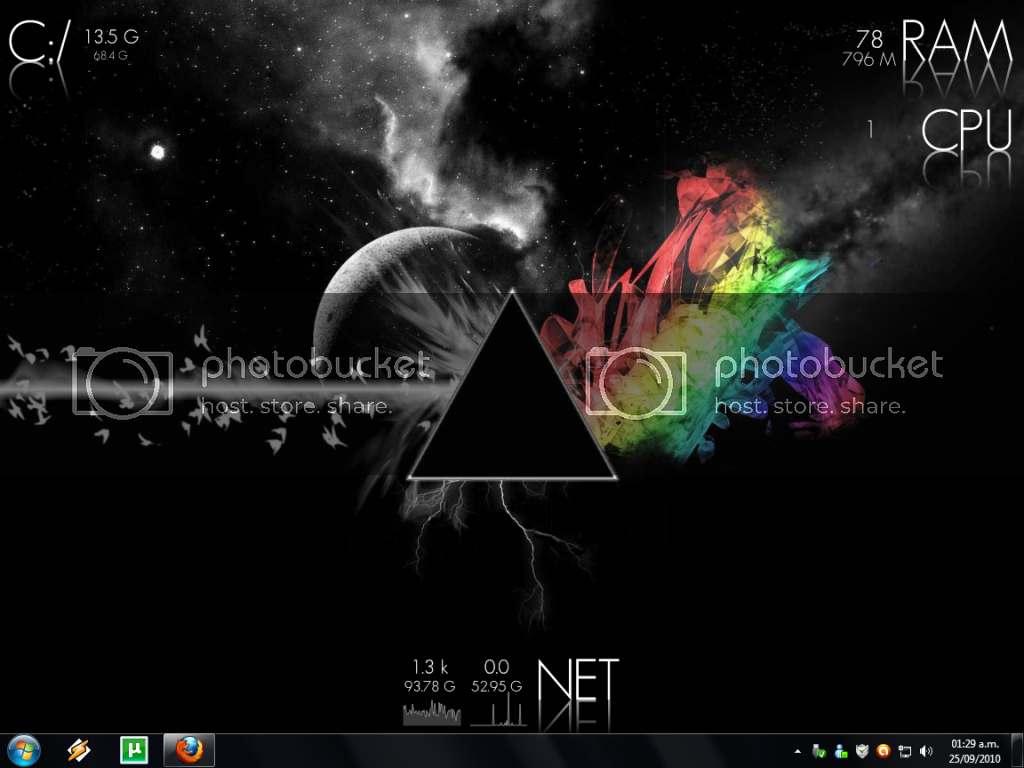 C:/ 13.5 G
68.4 G
78 RAM
796 M
1 CPU
photobucket photobucket
host. store. share. host. store. share.
1.3 k 0.0 NET
93.78 G 52.95 G
µ
01:29 a.m.
25/09/2010